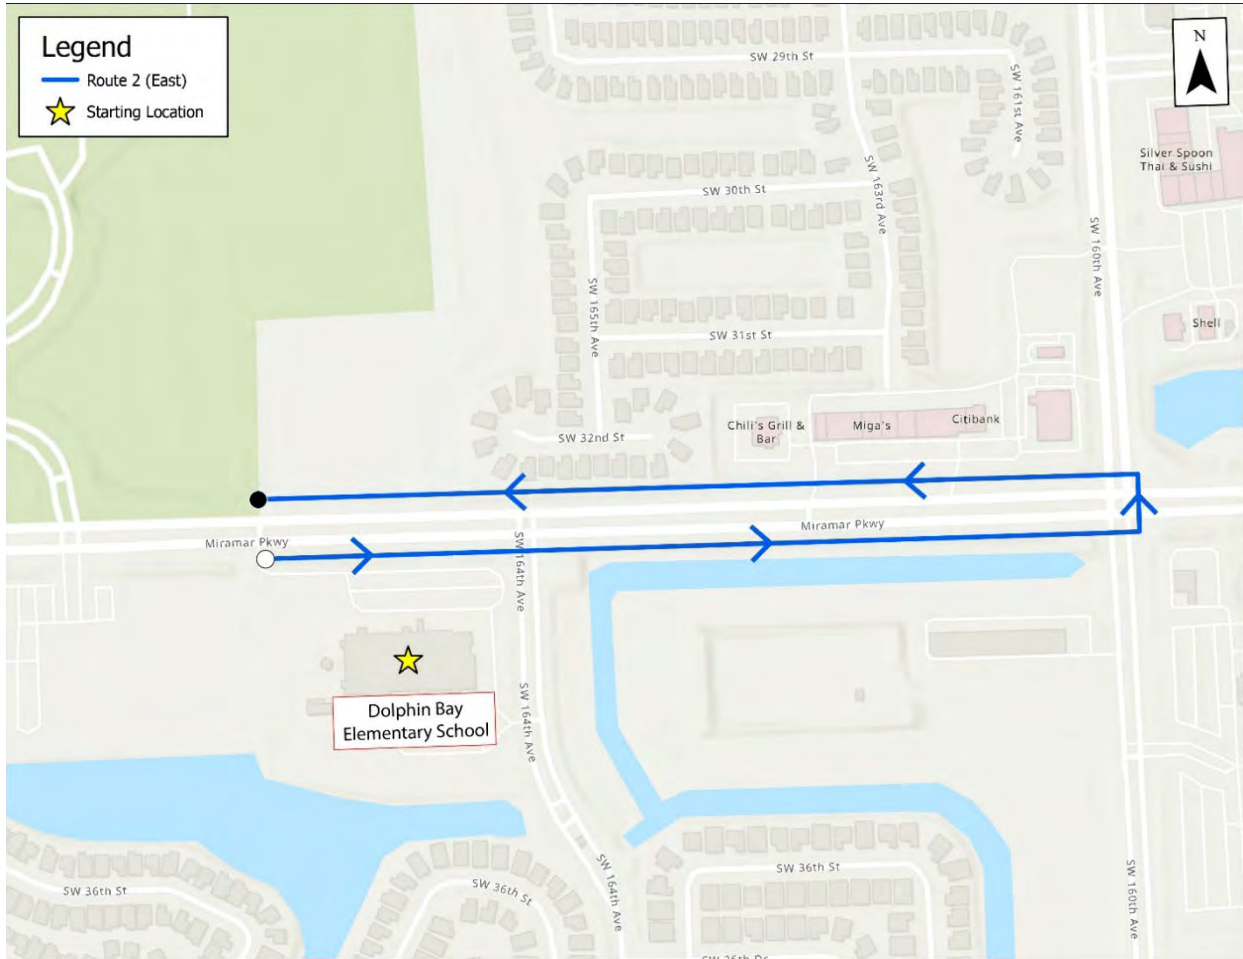 Legend
Route 2 (East)
Starting Location
N
SW 29th St
SW 161st Ave
Silver Spoon
Thai & Sushi
SW 163rd Ave
SW 30th St
SW 160th Ave
SW 165th Ave
Shell
SW 31st St
Chili's Grill &
Bar
Miga's
Citibank
SW 32nd St
Miramar Pkwy
Miramar Pkwy
SW 164th Ave
Dolphin Bay
Elementary School
SW 164th Ave
SW 36th St
SW 36th St
SW 164th Ave
SW 36th St
SW 160th Ave